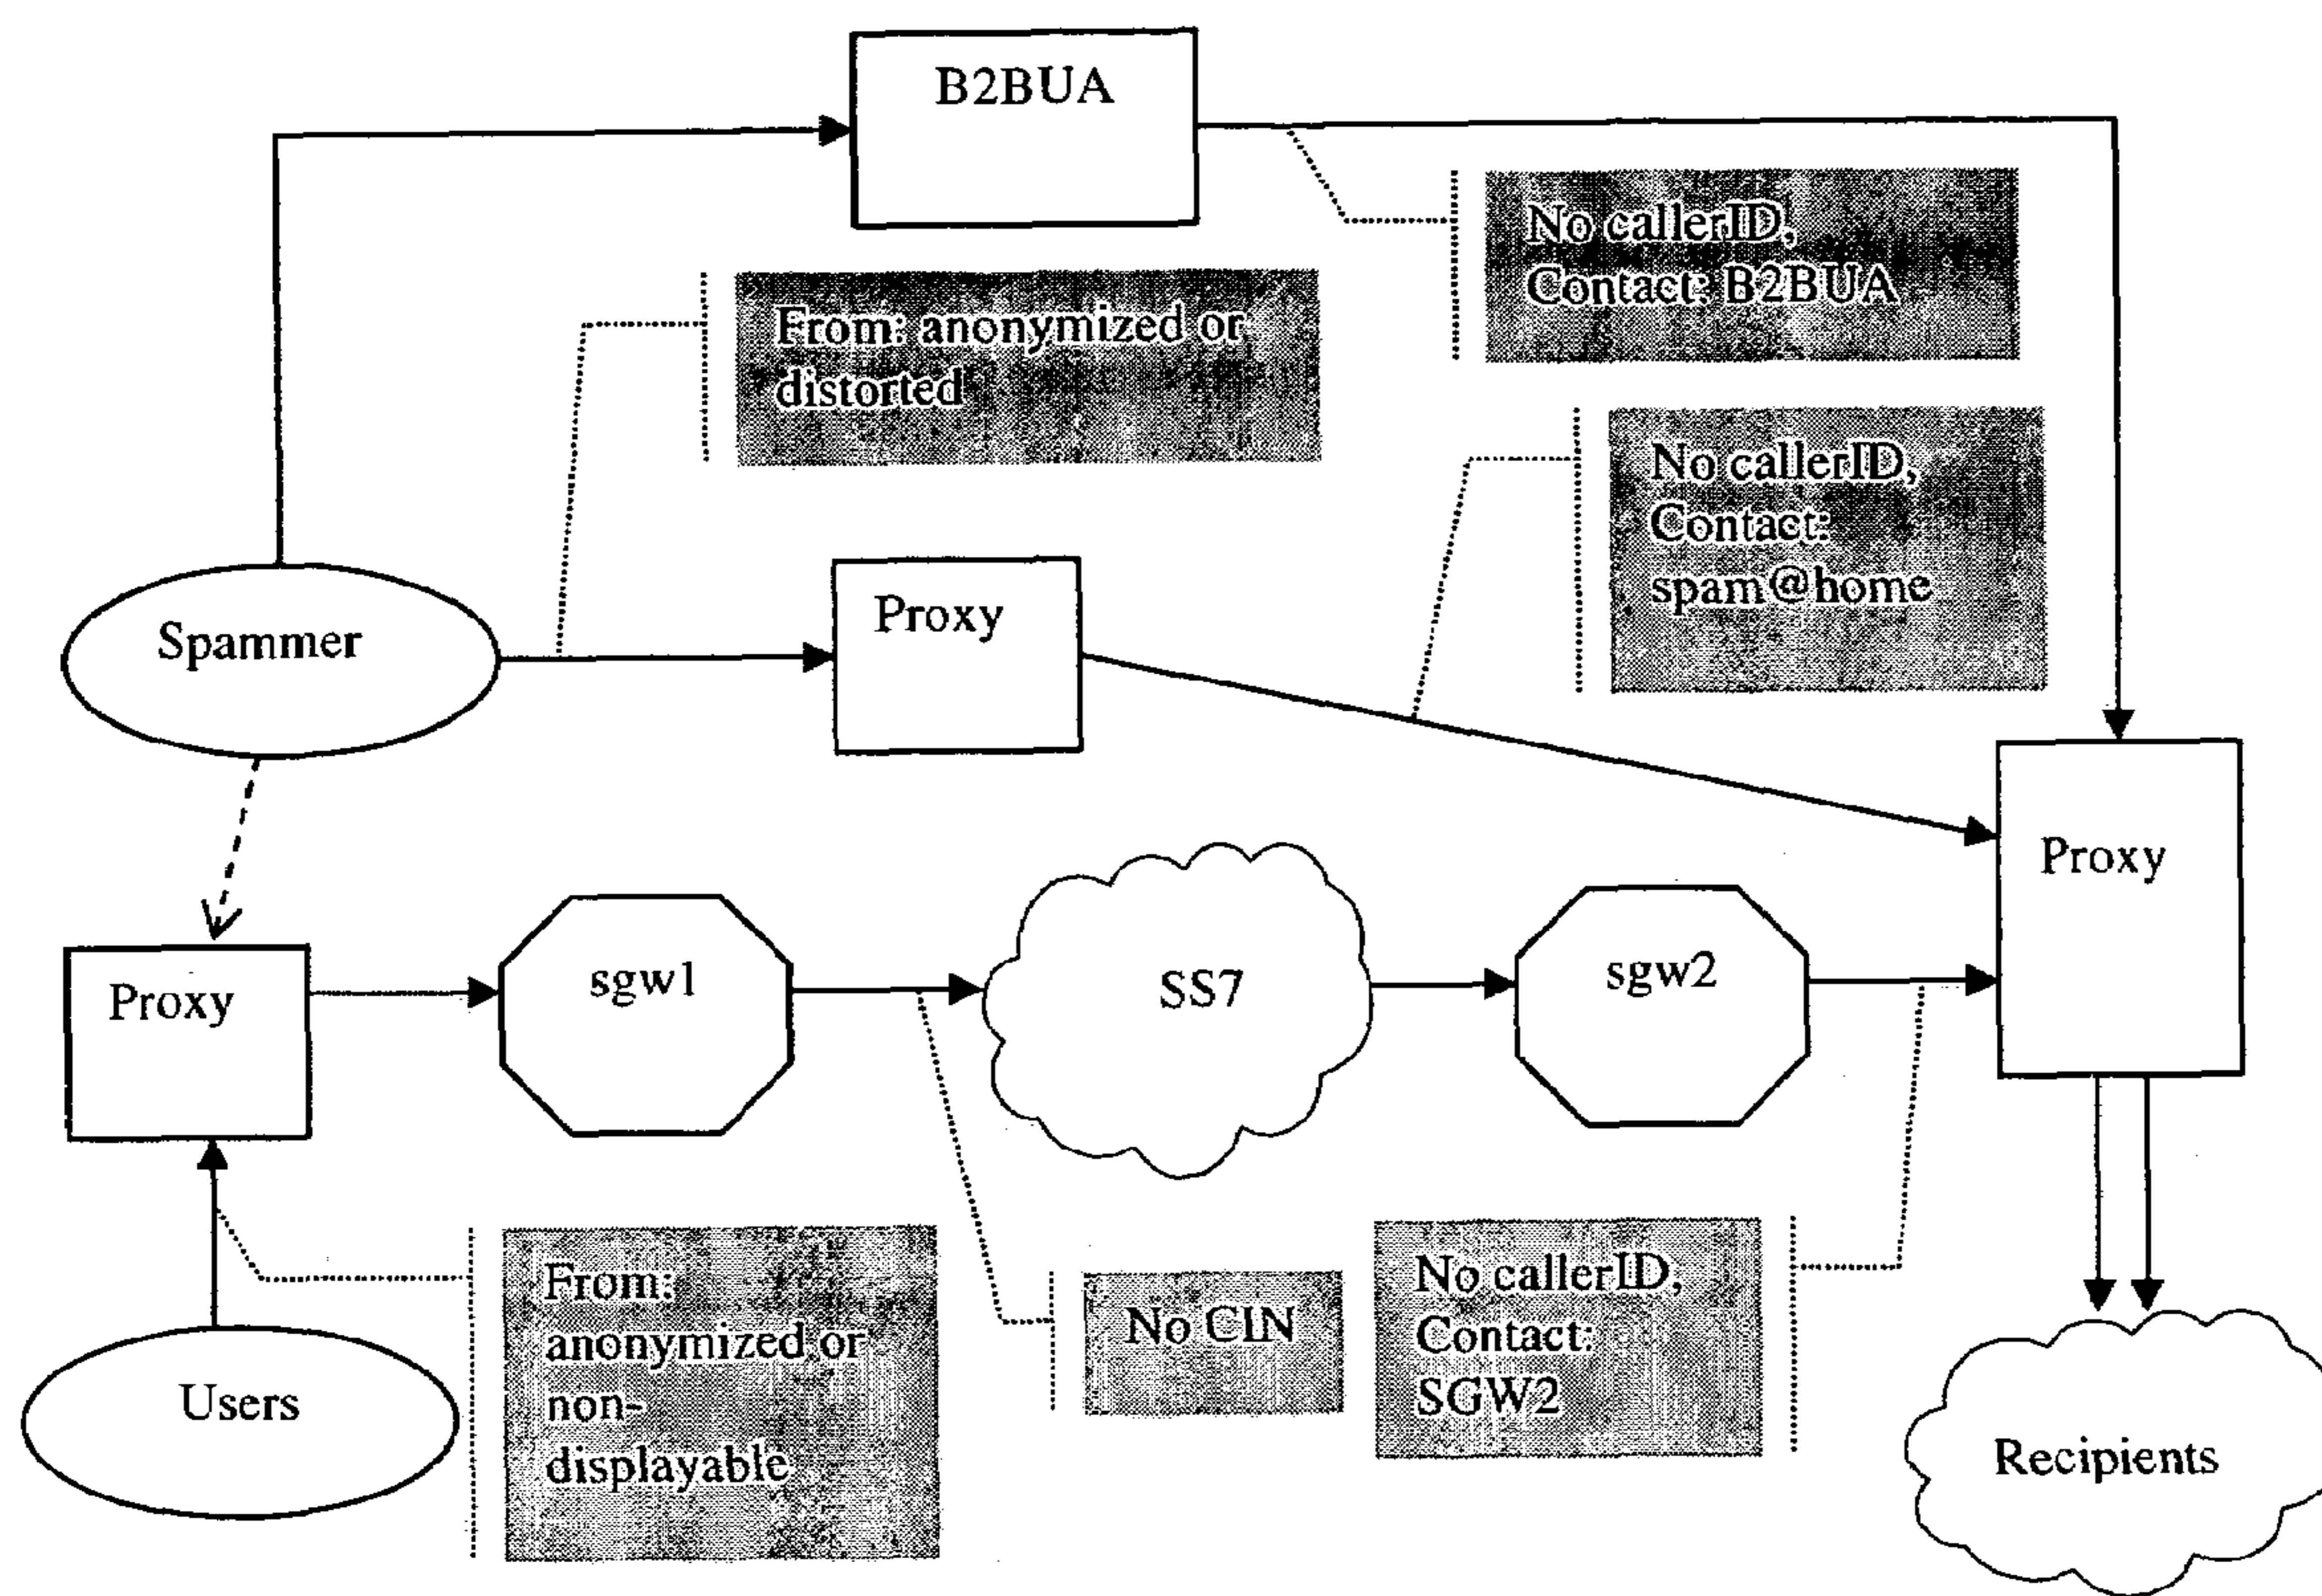 B2BUA
No callerID,
Contact: B2BUA
From: anonymized or
distorted
No callerID,
Contact:
spam@home
Spammer
Proxy
Proxy
Proxy
sgw1
SS7
sgw2
From:
anonymized or
non-
displayable
No CIN
No callerID,
Contact:
SGW2
Users
Recipients